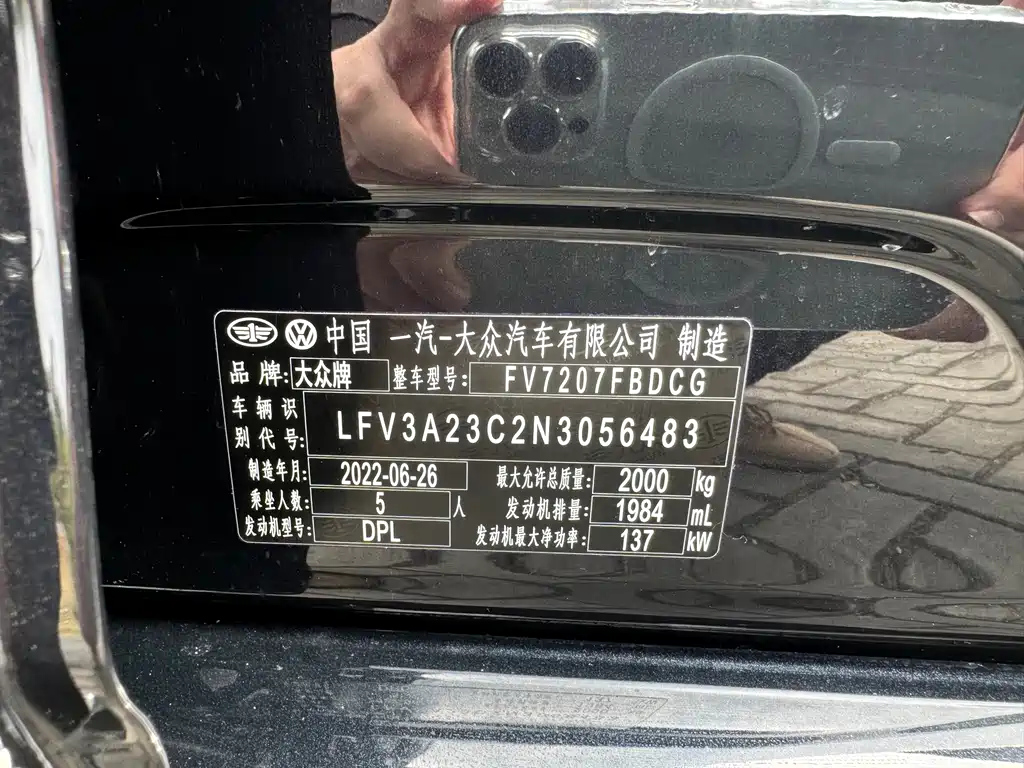 中国 一汽-大众汽车有限公司 制造
品 牌: 大众牌 整车型号: FV7207FBDCG
车 辆 识
别 代 号: LFV3A23C2N3056483
制造年月: 2022-06-26 最大允许总质量: 2000 kg
乘坐人数: 5 人 发动机排量: 1984 mL
发动机型号: DPL 发动机最大净功率: 137 kW